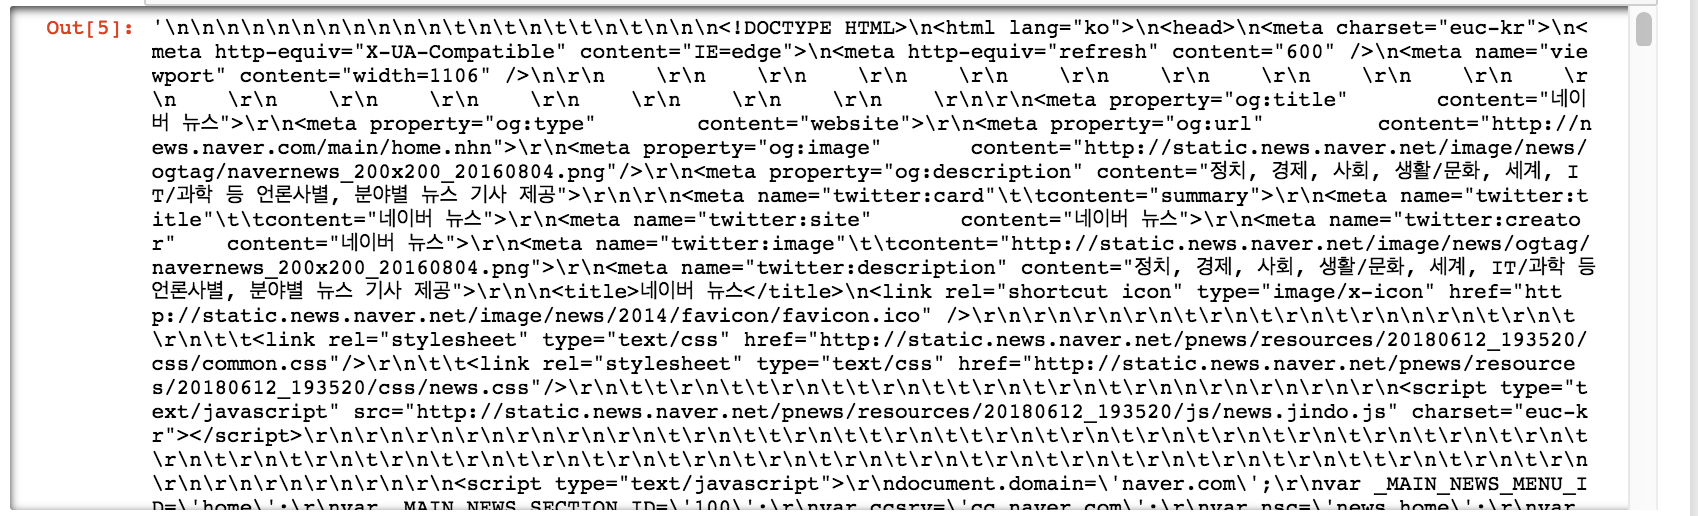 Out[5]: '\n\n\n\n\n\n\n\n\n\n\n\t\n\t\n\t\t\n\t\n\n\n<!DOCTYPE HTML>\n<html lang="ko">\n<head>\n<meta charset="euc-kr">\n<
meta http-equiv="X-UA-Compatible" content="IE=edge">\n<meta http-equiv="refresh" content="600" />\n<meta name="vie
wport" content="width=1106" />\n\r\n    \r\n    \r\n    \r\n    \r\n    \r\n    \r\n    \r\n    \r\n    \r\n    \r
\n    \r\n    \r\n    \r\n    \r\n    \r\n    \r\n    \r\n    \r\n\r\n<meta property="og:title"       content="네이
버 뉴스">\r\n<meta property="og:type"        content="website">\r\n<meta property="og:url"         content="http://n
ews.naver.com/main/home.nhn">\r\n<meta property="og:image"       content="http://static.news.naver.net/image/news/
ogtag/navernews_200x200_20160804.png"/>\r\n<meta property="og:description" content="정치, 경제, 사회, 생활/문화, 세계, I
T/과학 등 언론사별, 분야별 뉴스 기사 제공">\r\n\r\n<meta name="twitter:card"\t\tcontent="summary">\r\n<meta name="twitter:t
itle"\t\tcontent="네이버 뉴스">\r\n<meta name="twitter:site"       content="네이버 뉴스">\r\n<meta name="twitter:creato
r"    content="네이버 뉴스">\r\n<meta name="twitter:image"\t\tcontent="http://static.news.naver.net/image/news/ogtag/
navernews_200x200_20160804.png">\r\n<meta name="twitter:description" content="정치, 경제, 사회, 생활/문화, 세계, IT/과학 등
언론사별, 분야별 뉴스 기사 제공">\r\n\n<title>네이버 뉴스</title>\n<link rel="shortcut icon" type="image/x-icon" href="htt
p://static.news.naver.net/image/news/2014/favicon/favicon.ico" />\r\n\r\n\r\n\r\n\t\r\n\t\r\n\t\r\n\n\r\n\t\r\n\t
\r\n\t\t<link rel="stylesheet" type="text/css" href="http://static.news.naver.net/pnews/resources/20180612_193520/
css/common.css"/>\r\n\t\t<link rel="stylesheet" type="text/css" href="http://static.news.naver.net/pnews/resource
s/20180612_193520/css/news.css"/>\r\n\t\t\r\n\t\t\r\n\t\r\n\t\t\r\n\t\r\n\t\r\n\n\r\n\r\n\r\n\r\n<script type="t
ext/javascript" src="http://static.news.naver.net/pnews/resources/20180612_193520/js/news.jindo.js" charset="euc-k
r"></script>\r\n\r\n\r\n\r\n\r\n\r\n\t\r\n\t\t\r\n\t\t\r\n\t\t\r\n\t\r\n\t\r\n\t\r\n\t\r\n\t\r\n\t\r\n\t\r\n\t
\r\n\t\r\n\t\r\n\t\r\n\t\r\n\t\r\n\t\r\n\t\r\n\t\r\n\t\r\n\t\r\n\t\r\n\t\r\n\t\r\n\t\r\n\t\r\n\t\r\n\t\r\n\t\r\n
\r\n\r\n\r\n\r\n\r\n\r\n<script type="text/javascript">\r\ndocument.domain=\'naver.com\';\r\nvar _MAIN_NEWS_MENU_I
D=\'home\';\r\nvar _MAIN_NEWS_SECTION_ID=\'100\';\r\nvar ccsrv=\'cc.naver.com\';\r\nvar nsc=\'news.home\';\r\nvar